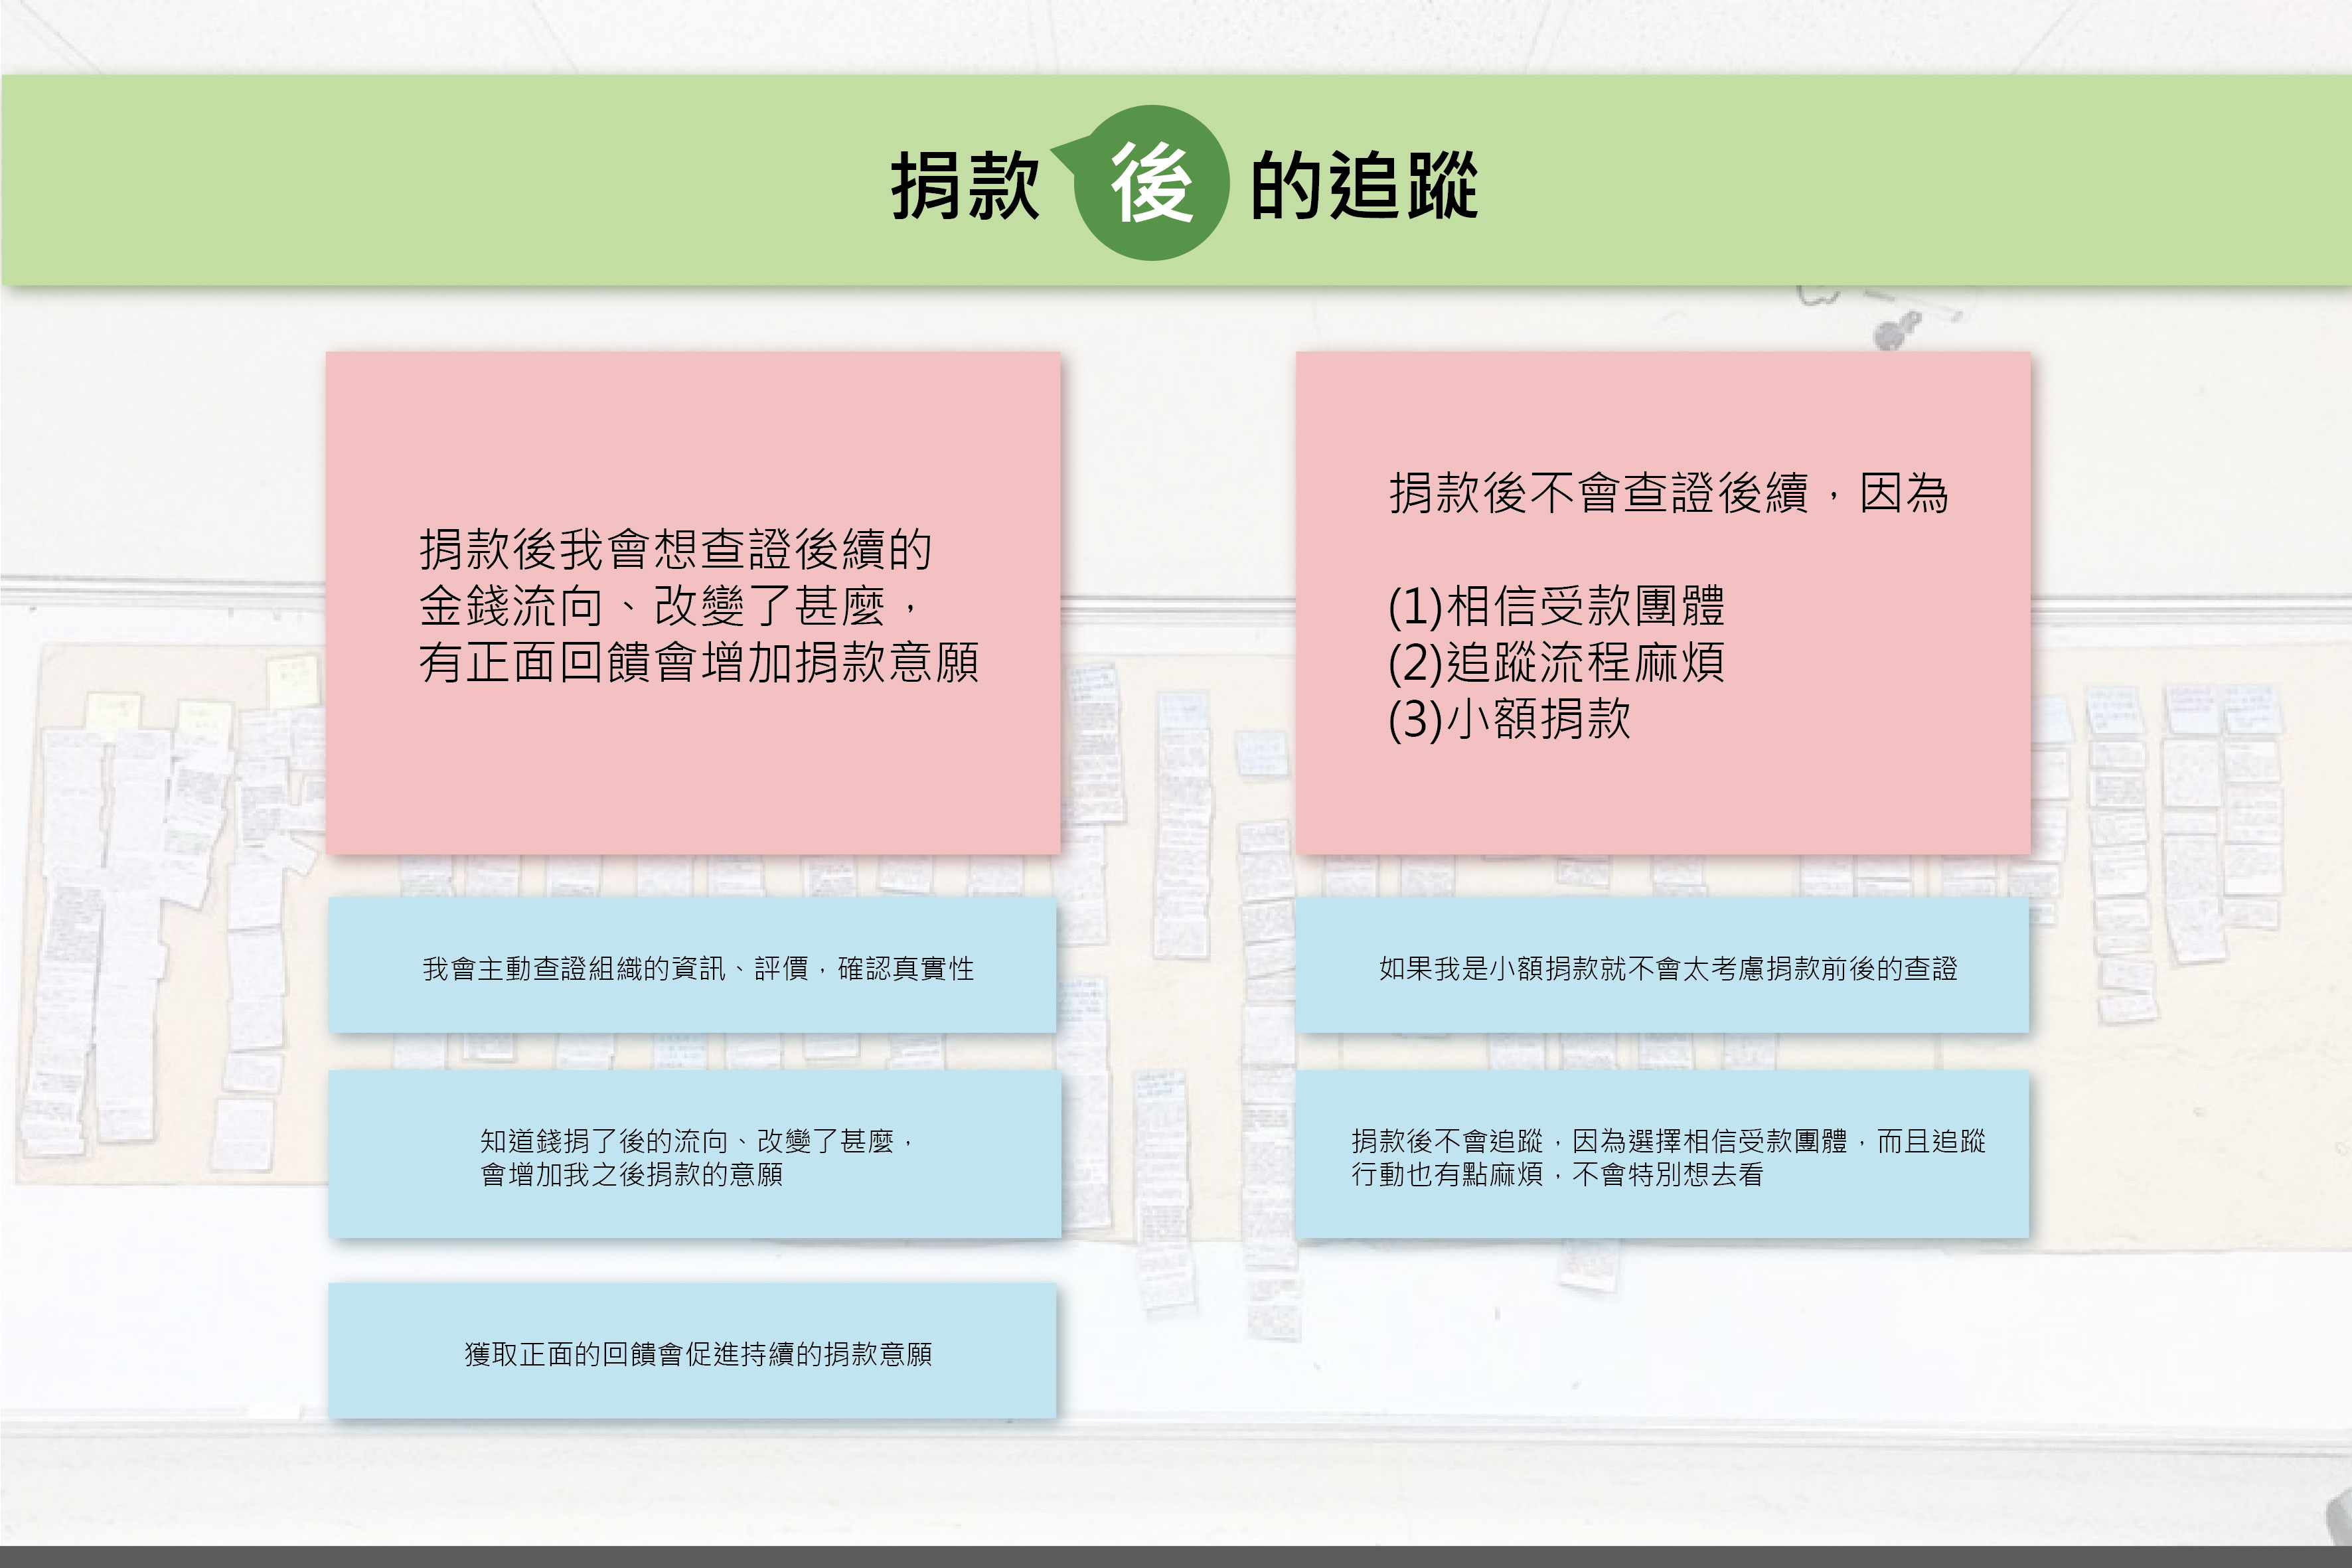 捐款後的追蹤
捐款後我會想查證後續的
金錢流向、改變了甚麼，
有正面回饋會增加捐款意願
我會主動查證組織的資訊、評價，確認真實性
知道錢捐了後的流向、改變了甚麼，
會增加我之後捐款的意願
獲取正面的回饋會促進持續的捐款意願
捐款後不會查證後續，因為
(1)相信受款團體
(2)追蹤流程麻煩
(3)小額捐款
如果我是小額捐款就不會太考慮捐款前後的查證
捐款後不會追蹤，因為選擇相信受款團體，而且追蹤
行動也有點麻煩，不會特別想去看